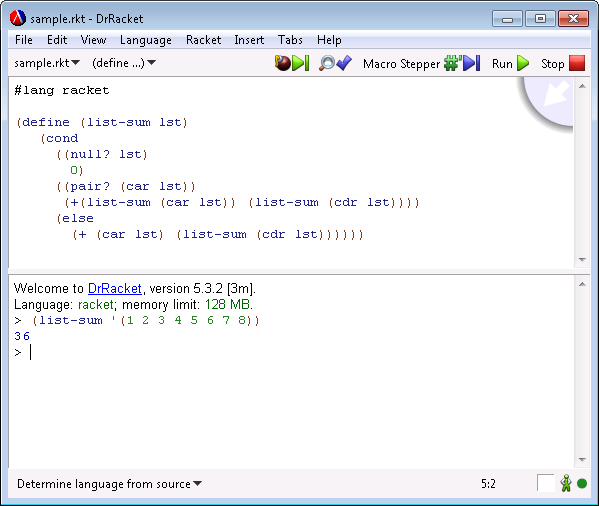 sample.rkt - DrRacket
File Edit View Language Racket Insert Tabs Help
sample.rkt (define ...) Macro Stepper Run Stop
#lang racket
(define (list-sum lst)
(cond
((null? lst)
0)
((pair? (car lst))
(+(list-sum (car lst)) (list-sum (cdr lst))))
(else
(+ (car lst) (list-sum (cdr lst))))))
Welcome to DrRacket, version 5.3.2 [3m].
Language: racket; memory limit: 128 MB.
> (list-sum '(1 2 3 4 5 6 7 8))
36
>
Determine language from source 5:2